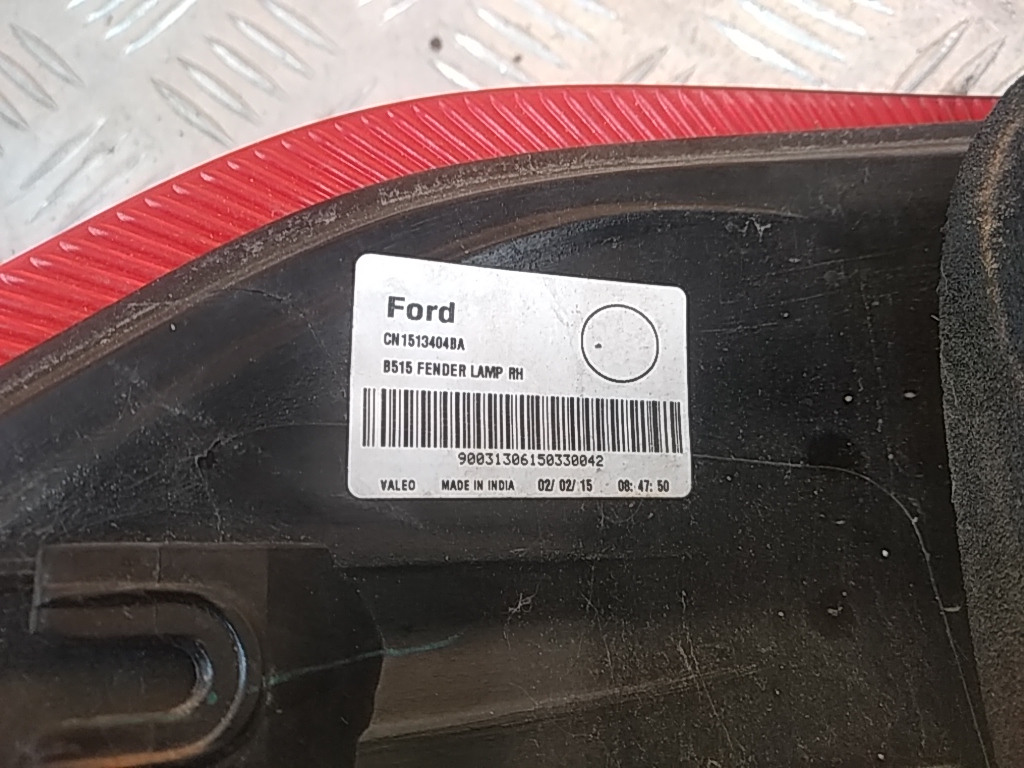 Ford
CN1513404BA
B515 FENDER LAMP RH
90031306150330042
VALEO MADE IN INDIA 02/ 02/ 15 08: 47: 50